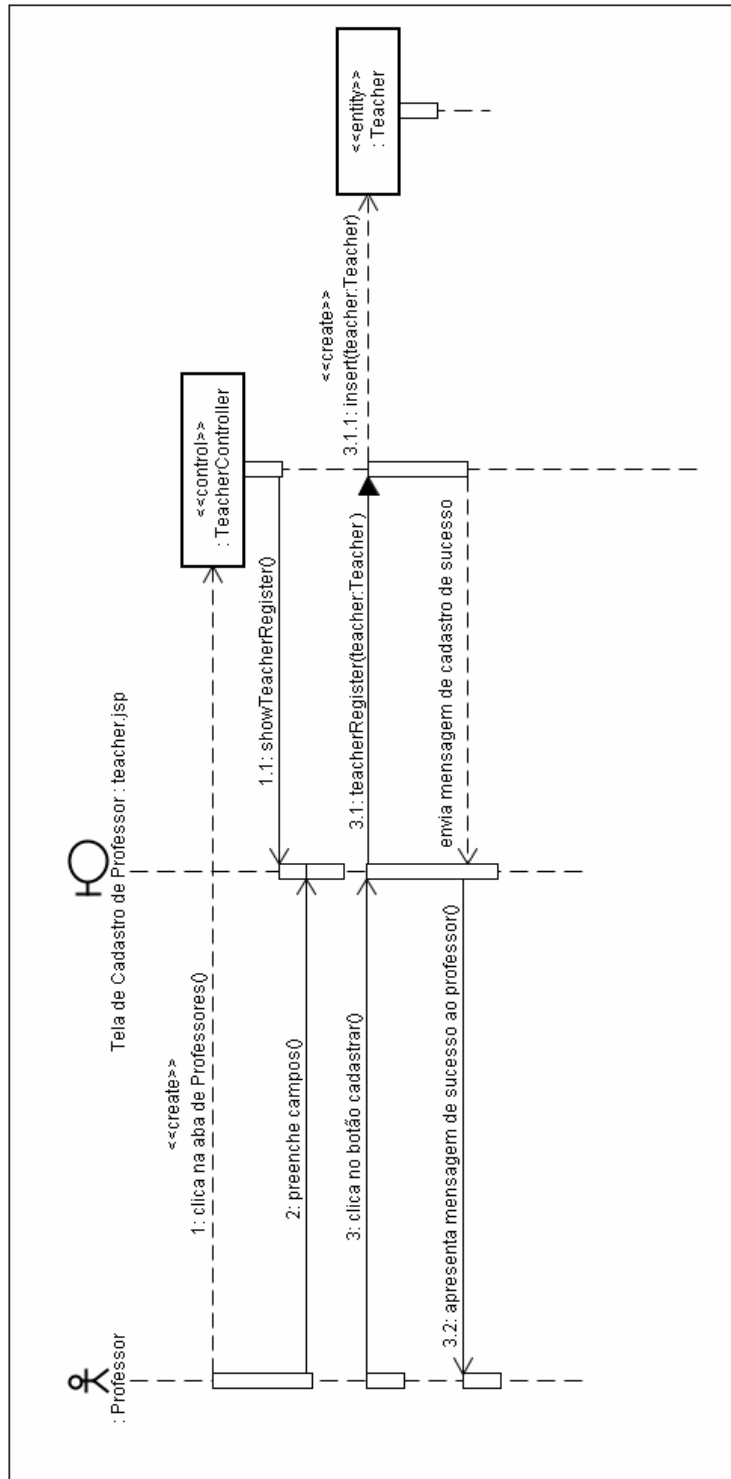 : Professor
Tela de Cadastro de Professor : teacher.jsp
<<create>>
1: clica na aba de Professores()
<<control>>
: TeacherController
1.1: showTeacherRegister()
2: preenche campos()
3: clica no botão cadastrar()
3.1: teacherRegister(teacher:Teacher )
<<create>>
3.1.1: insert(teacher:Teacher)
<<entity>>
: Teacher
envia mensagem de cadastro de sucesso
3.2: apresenta mensagem de sucesso ao professor()